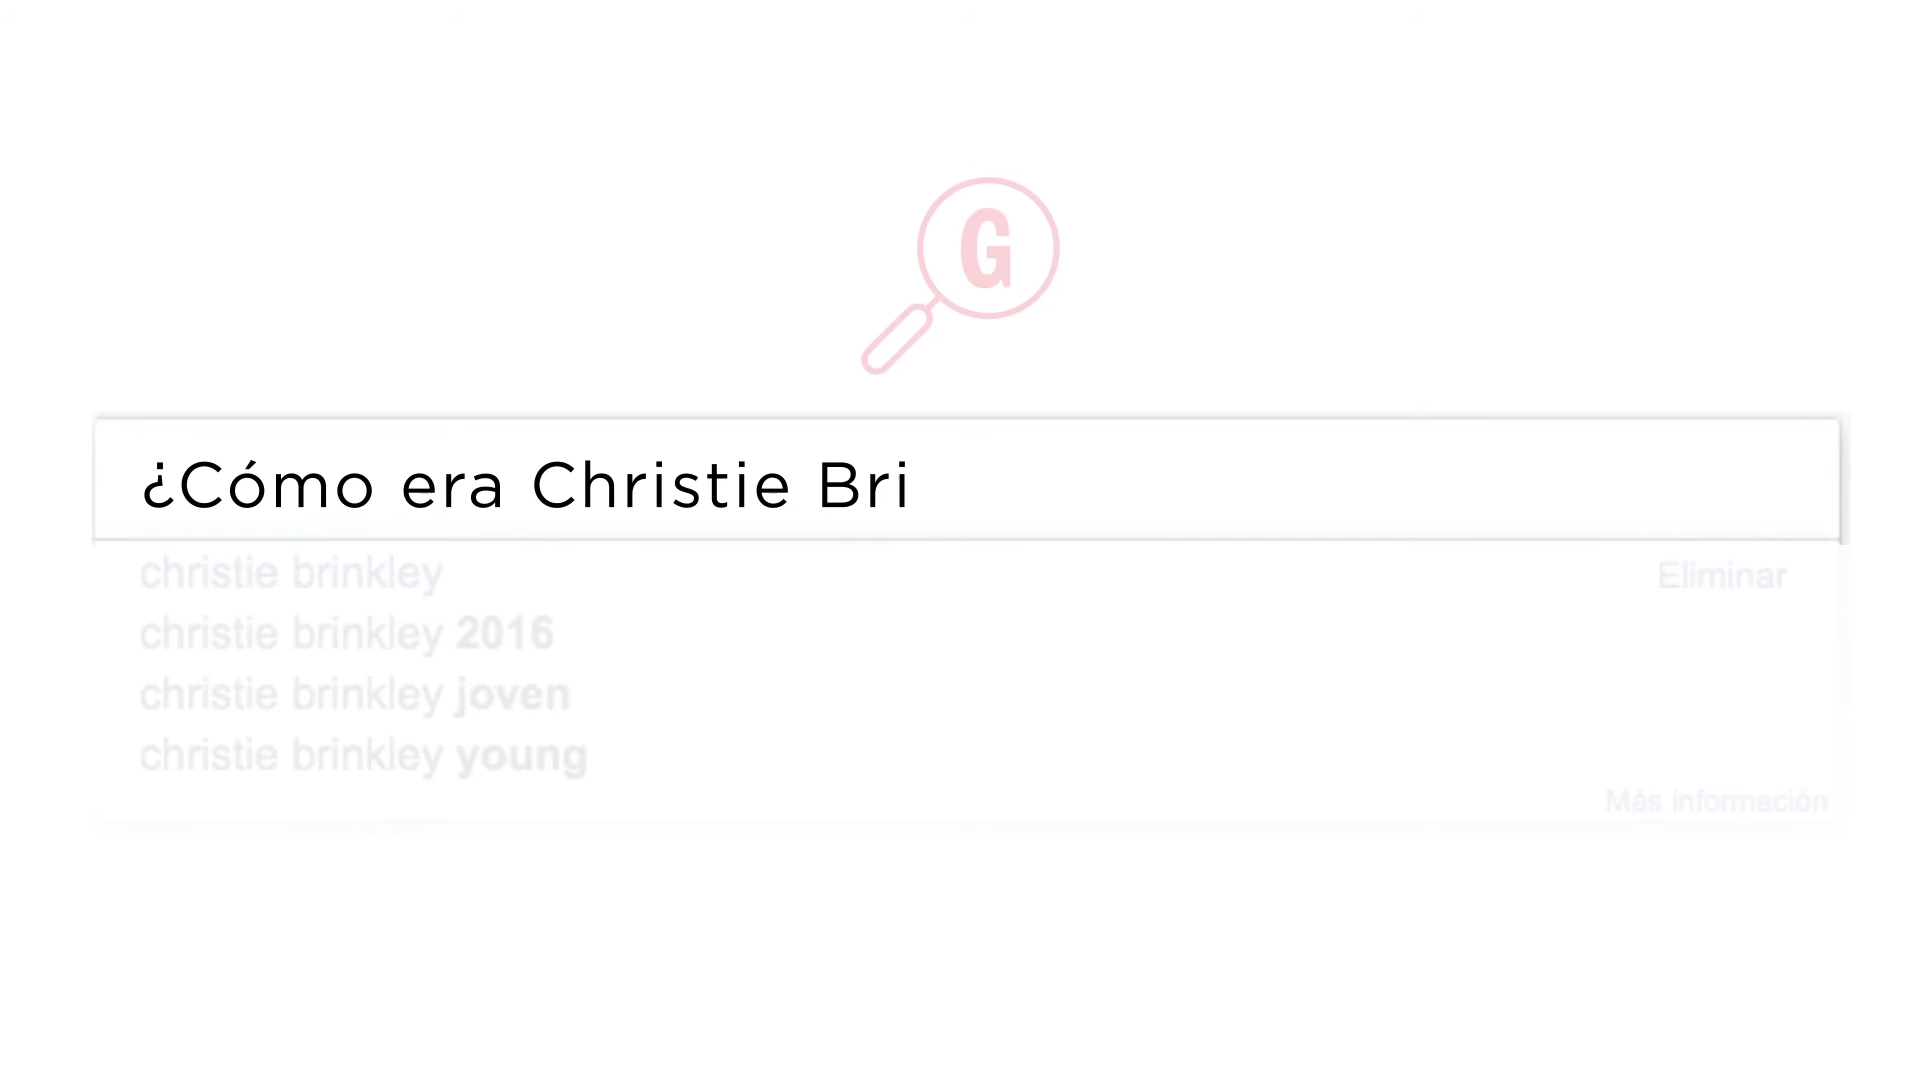 G
¿Cómo era Christie Bri
christie brinkley
Eliminar
christie brinkley 2016
christie brinkley joven
christie brinkley young
Más información